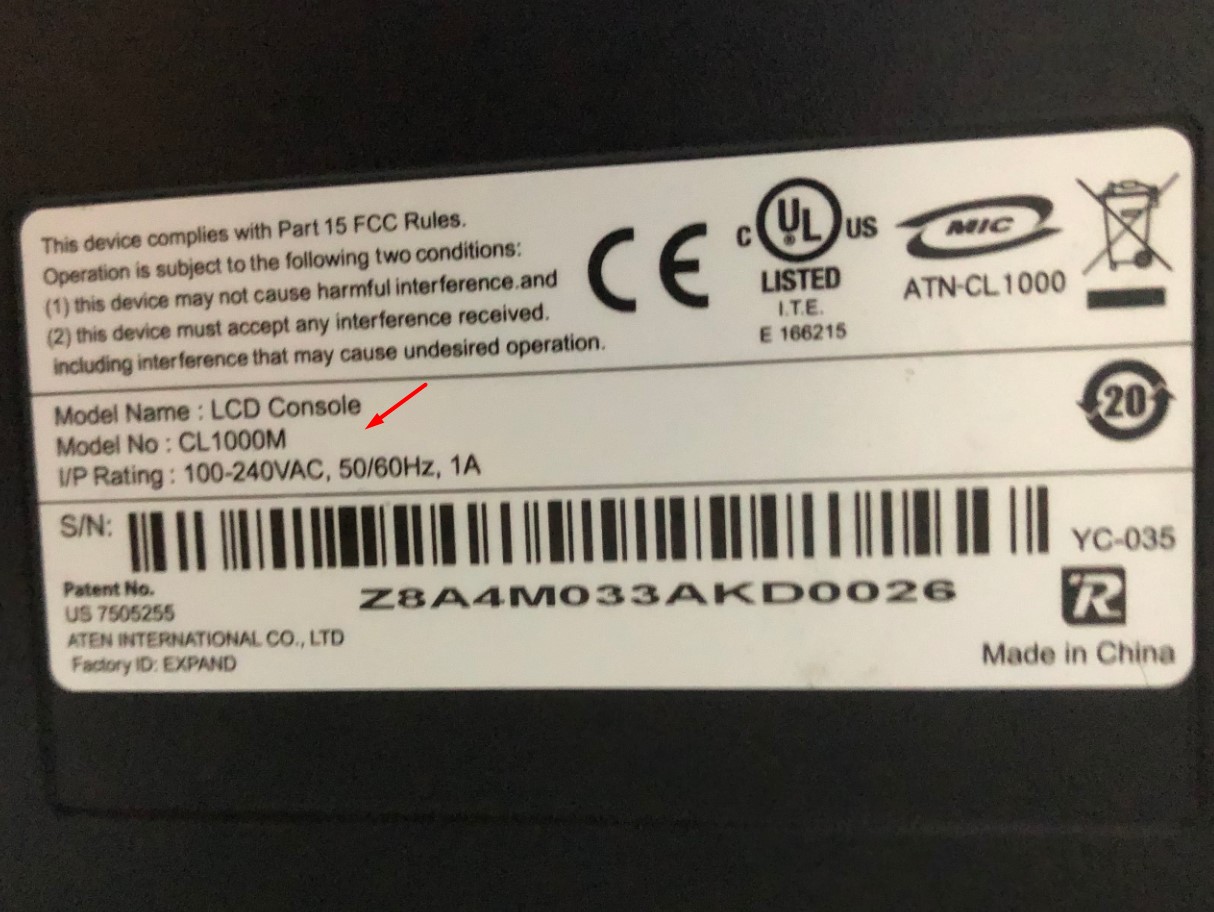 This device complies with Part 15 FCC Rules.
Operation is subject to the following two conditions:
(1) this device may not cause harmful interference.and
(2) this device must accept any interference received.
including interference that may cause undesired operation.
CE
C UL US
®
LISTED
I.T.E.
E 166215
MIC
ATN-CL1000
Model Name : LCD Console
Model No : CL1000M
I/P Rating : 100-240VAC, 50/60Hz, 1A
20
S/N:
YC-035
Z8A4M033AKD0026
Patent No.
US 7505255
ATEN INTERNATIONAL CO., LTD
Factory ID: EXPAND
R
Made in China